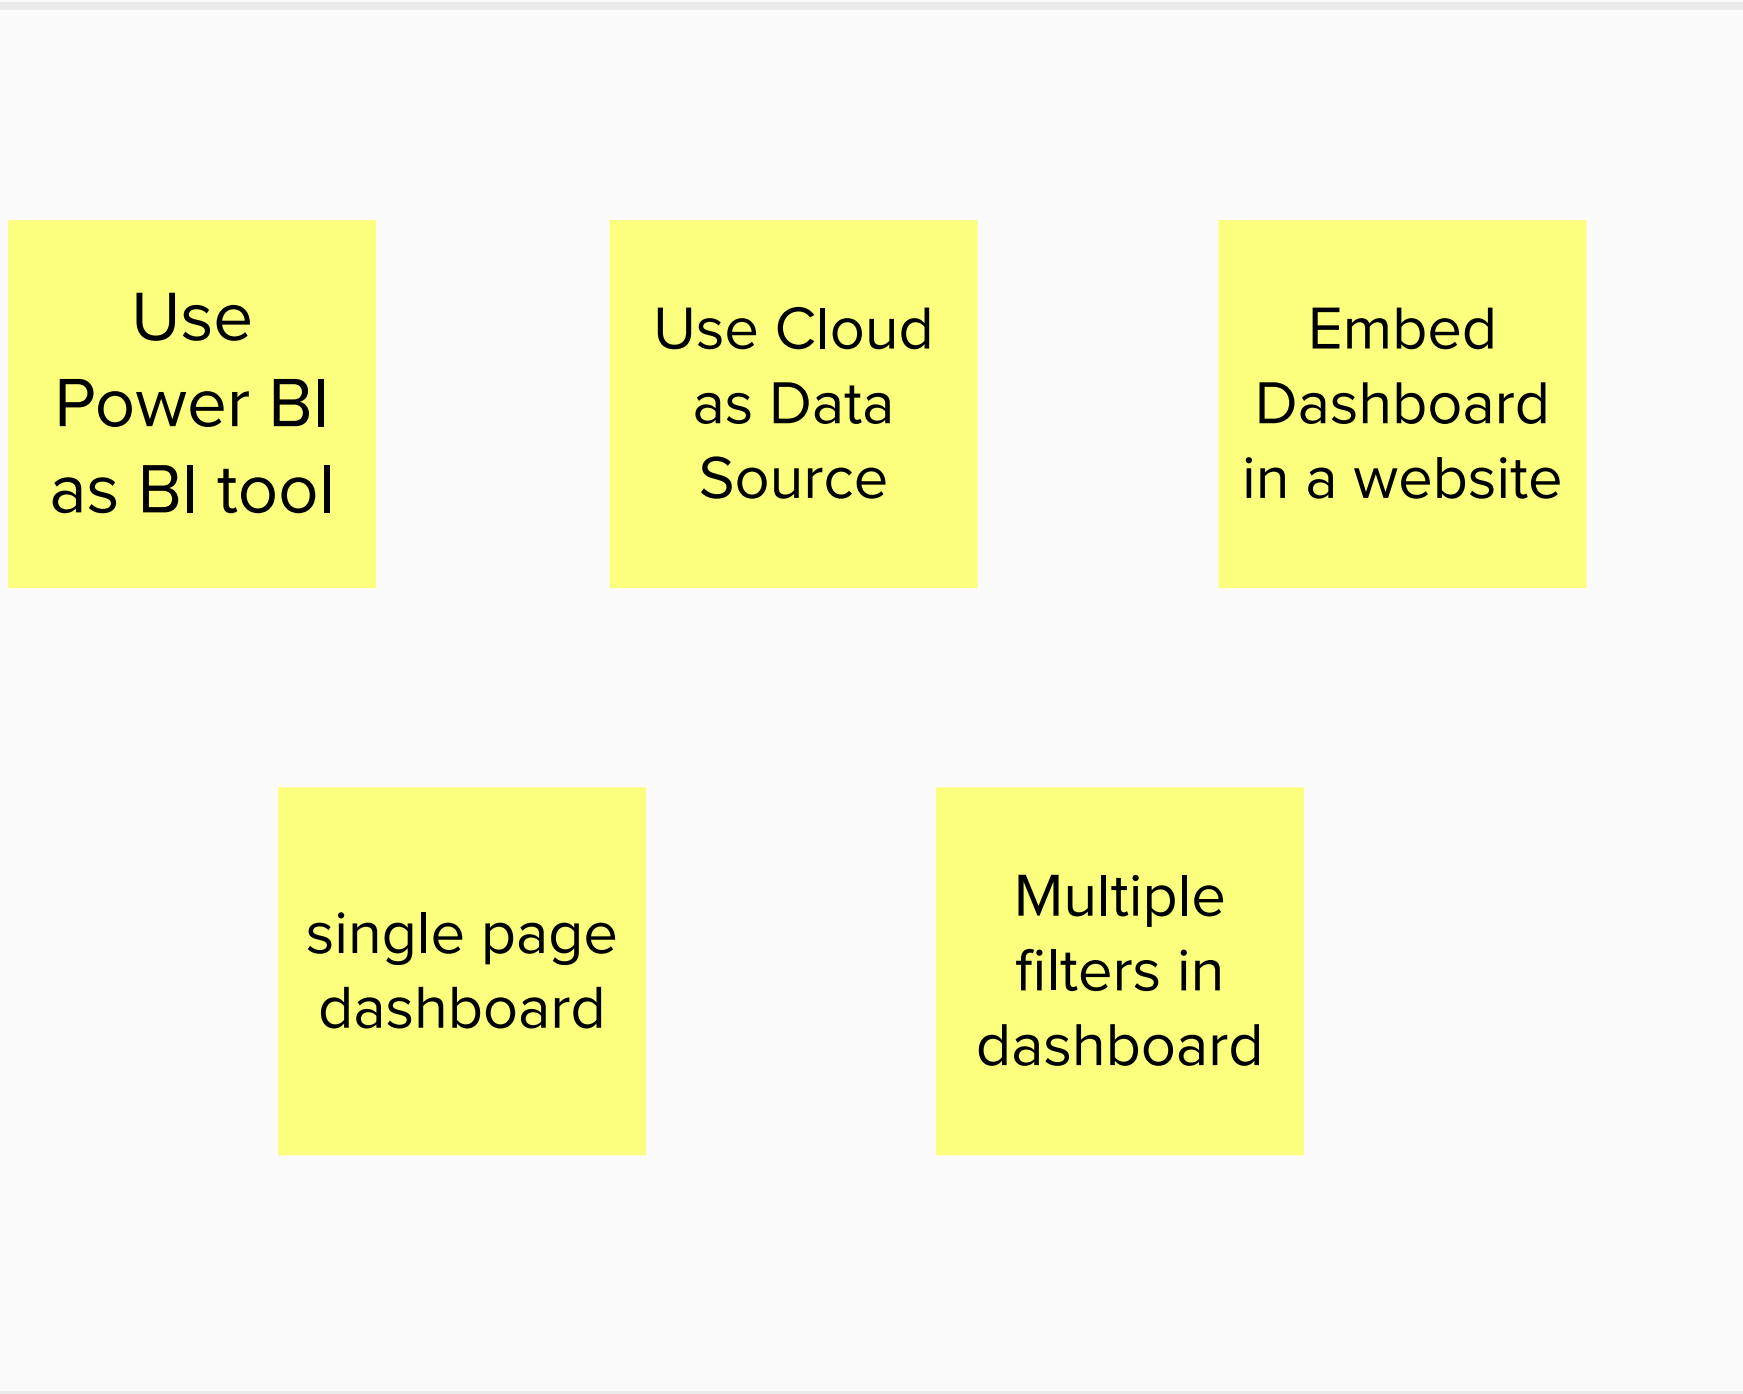 Use
Power BI
as BI tool
Use Cloud
as Data
Source
Embed
Dashboard
in a website
single page
dashboard
Multiple
filters in
dashboard